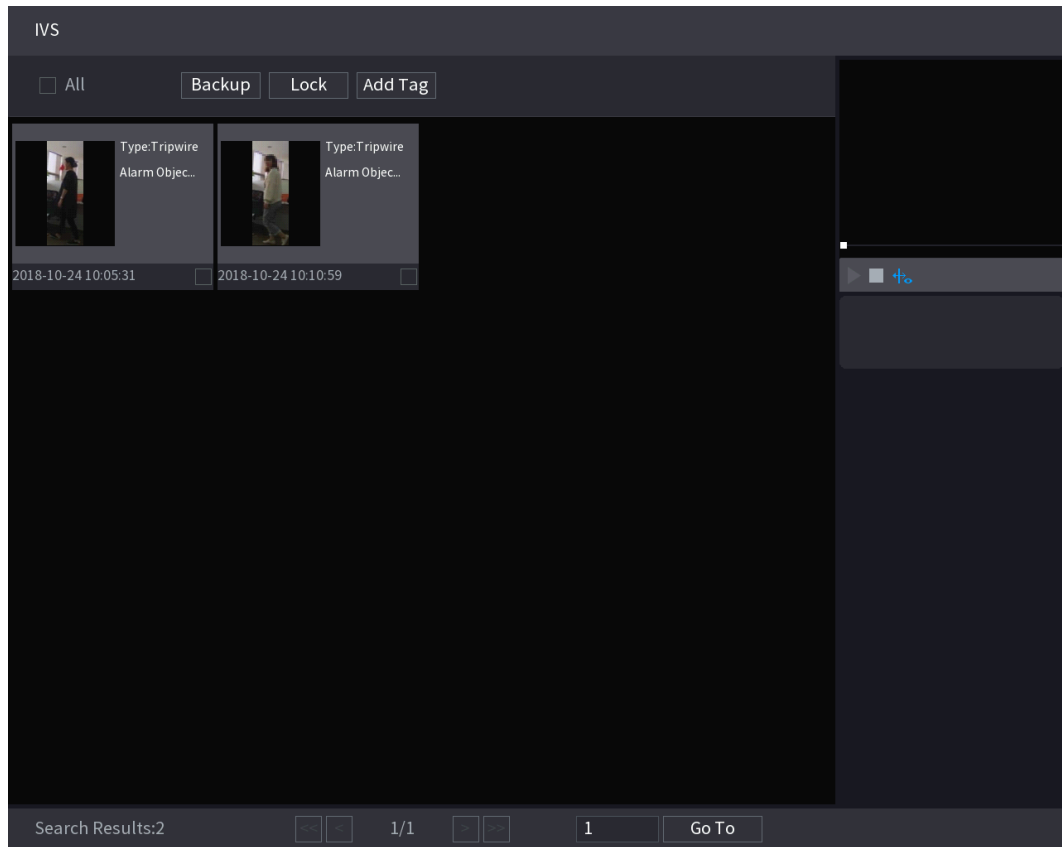 IVS
All
Backup Lock Add Tag
Type:Tripwire
Alarm Objec...
2018-10-24 10:05:31
Type:Tripwire
Alarm Objec...
2018-10-24 10:10:59
Search Results:2
<< < 1/1 > >>
1
Go To